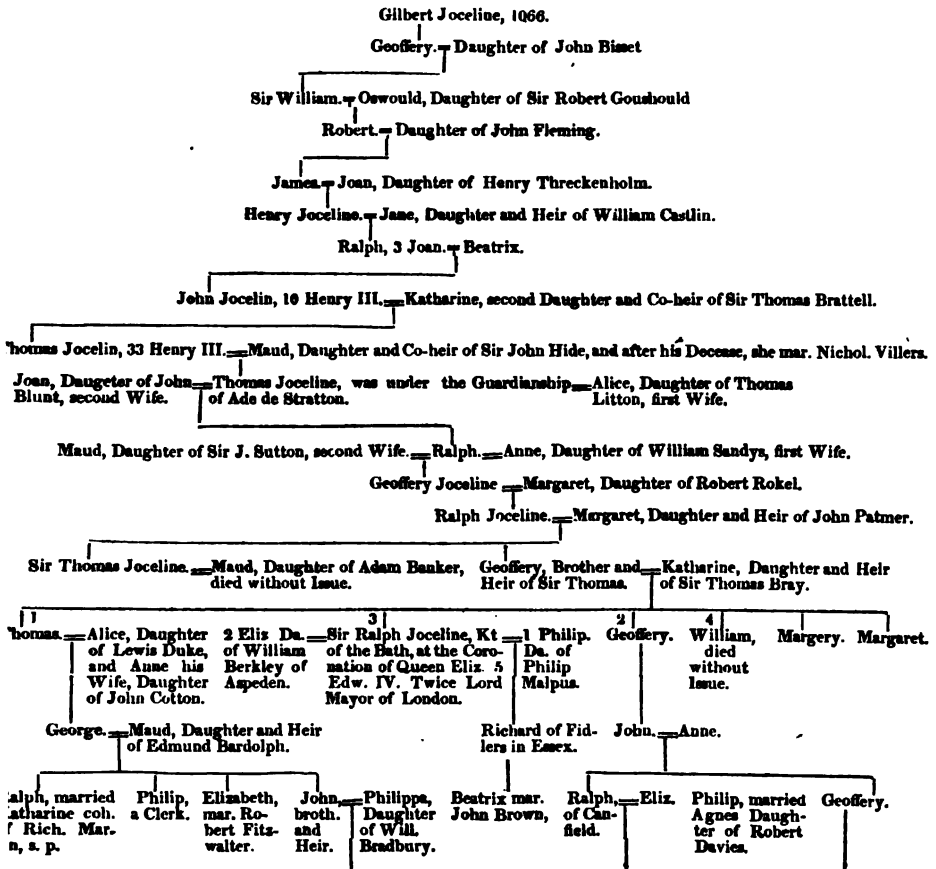 Gilbert Joceline, 1066.
Geoffery. Daughter of John Bisset
Sir William. Oswould, Daughter of Sir Robert Goushould
Robert. Daughter of John Fleming.
James. Joan, Daughter of Henry Threckenholm.
Henry Joceline. Jane, Daughter and Heir of William Castlin.
Ralph, 3 Joan. Beatrix.
John Jocelin, 10 Henry III. Katharine, second Daughter and Co-heir of Sir Thomas Brattell.
homas Jocelin, 33 Henry III. Maud, Daughter and Co-heir of Sir John Hide, and after his Decease, she mar. Nichol. Villers.
Joan, Daugeter of John
Blunt, second Wife.
Thomas Joceline, was under the Guardianship
of Ade de Stratton.
Alice, Daughter of Thomas
Litton, first Wife.
Maud, Daughter of Sir J. Sutton, second Wife. Ralph. Anne, Daughter of William Sandys, first Wife.
Geoffery Joceline Margaret, Daughter of Robert Rokel.
Ralph Joceline. Margaret, Daughter and Heir of John Patmer.
Sir Thomas Joceline. Maud, Daughter of Adam Banker,
died without Issue.
Geoffery, Brother and
Heir of Sir Thomas.
Katharine, Daughter and Heir
of Sir Thomas Bray.
1
homas.
Alice, Daughter
of Lewis Duke,
and Anne his
Wife, Daughter
of John Cotton.
2 Eliz Da.
of William
Berkley of
Aspeden.
3
Sir Ralph Joceline, Kt
of the Bath, at the Coro-
nation of Queen Eliz. 5
Edw. IV. Twice Lord
Mayor of London.
1 Philip.
Da. of
Philip
Malpus.
2
Geoffery.
4
William,
died
without
Issue.
Margery.
Margaret.
George. Maud, Daughter and Heir
of Edmund Bardolph.
Richard of Fid-
lers in Essex.
John. Anne.
alph, married
atharine coh.
f Rich. Mar-
n, s. p.
Philip,
a Clerk.
Elizabeth,
mar. Ro-
bert Fitz-
walter.
John,
broth.
and
Heir.
Philippa,
Daughter
of Will.
Bradbury.
Beatrix mar.
John Brown,
Ralph,
of Can-
field.
Eliz.
Philip, married
Agnes Daugh-
ter of Robert
Davies.
Geoffery.